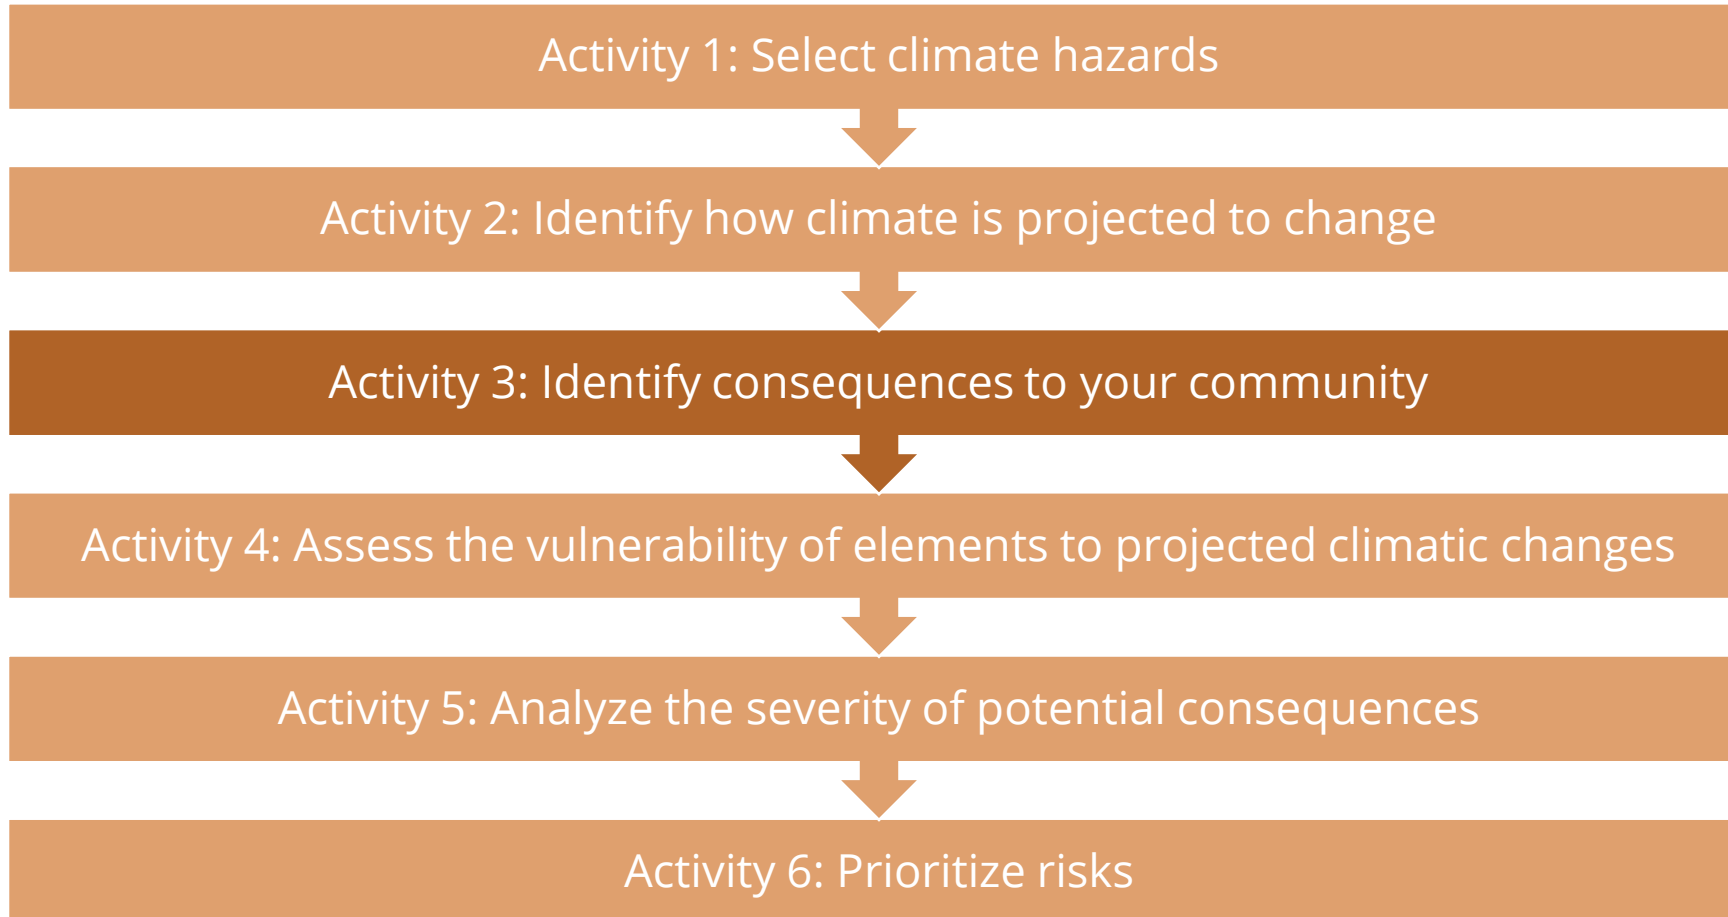 Activity 1: Select climate hazards
Activity 2: Identify how climate is projected to change
Activity 3: Identify consequences to your community
Activity 4: Assess the vulnerability of elements to projected climatic changes
Activity 5: Analyze the severity of potential consequences
Activity 6: Prioritize risks